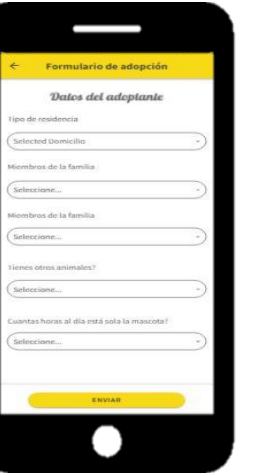 Formulario de adopción
Datos del adoptante
Tipo de residencia
Selected Domicilio
Miembros de la familia
Seleccione...
Miembros de la familia
Seleccione...
Tienes otros animales?
Seleccione...
Cuantas horas al día está sola la mascota?
Seleccione...
ENVIAR